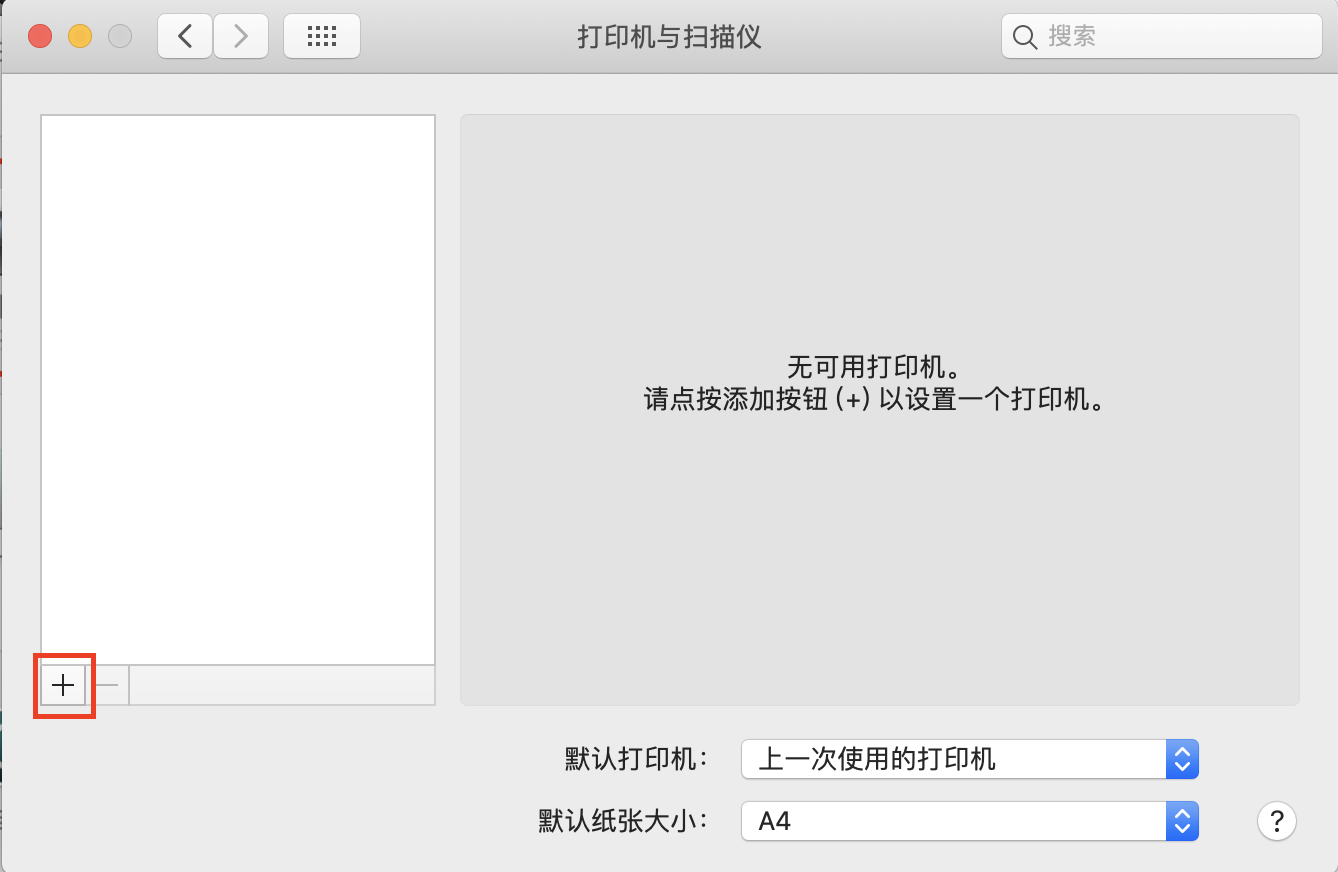 打印机与扫描仪
搜索
无可用打印机。
请点按添加按钮 (+) 以设置一个打印机。
默认打印机：
上一次使用的打印机
默认纸张大小：
A4
?